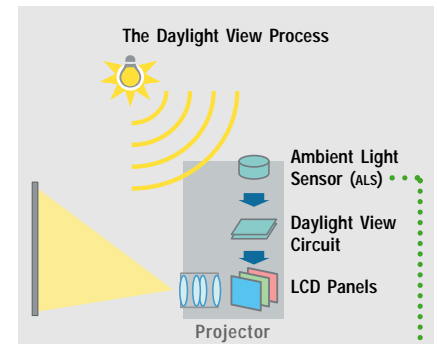 The Daylight View Process
Ambient Light
Sensor (ALS)
Daylight View
Circuit
LCD Panels
Projector